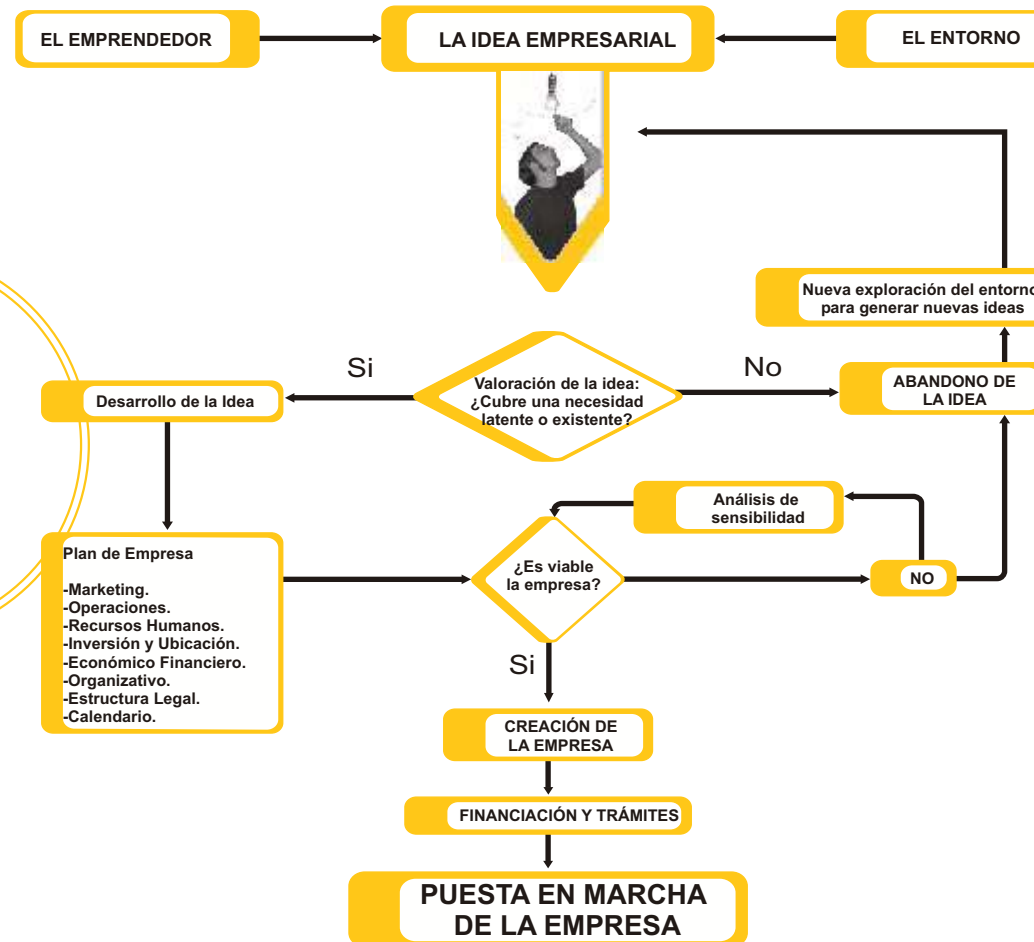 EL EMPRENDEDOR
LA IDEA EMPRESARIAL
EL ENTORNO
Nueva exploración del entorno
para generar nuevas ideas
Si
No
Valoración de la idea:
¿Cubre una necesidad
latente o existente?
Desarrollo de la Idea
ABANDONO DE
LA IDEA
Análisis de
sensibilidad
Plan de Empresa
-Marketing.
-Operaciones.
-Recursos Humanos.
-Inversión y Ubicación.
-Económico Financiero.
-Organizativo.
-Estructura Legal.
-Calendario.
¿Es viable
la empresa?
NO
Si
CREACIÓN DE
LA EMPRESA
FINANCIACIÓN Y TRÁMITES
PUESTA EN MARCHA
DE LA EMPRESA